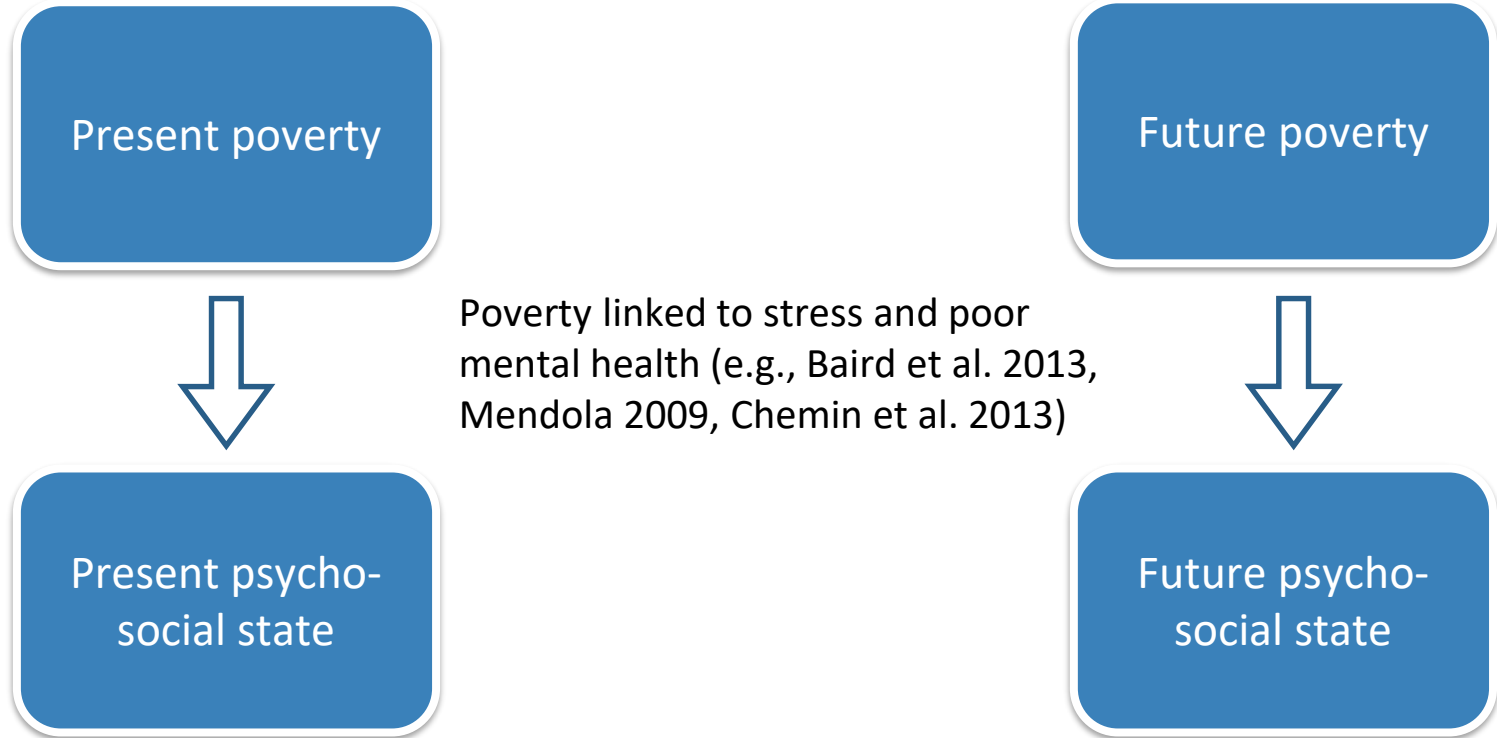 Present poverty
Future poverty
Poverty linked to stress and poor
mental health (e.g., Baird et al. 2013,
Mendola 2009, Chemin et al. 2013)
Present psycho-
social state
Future psycho-
social state